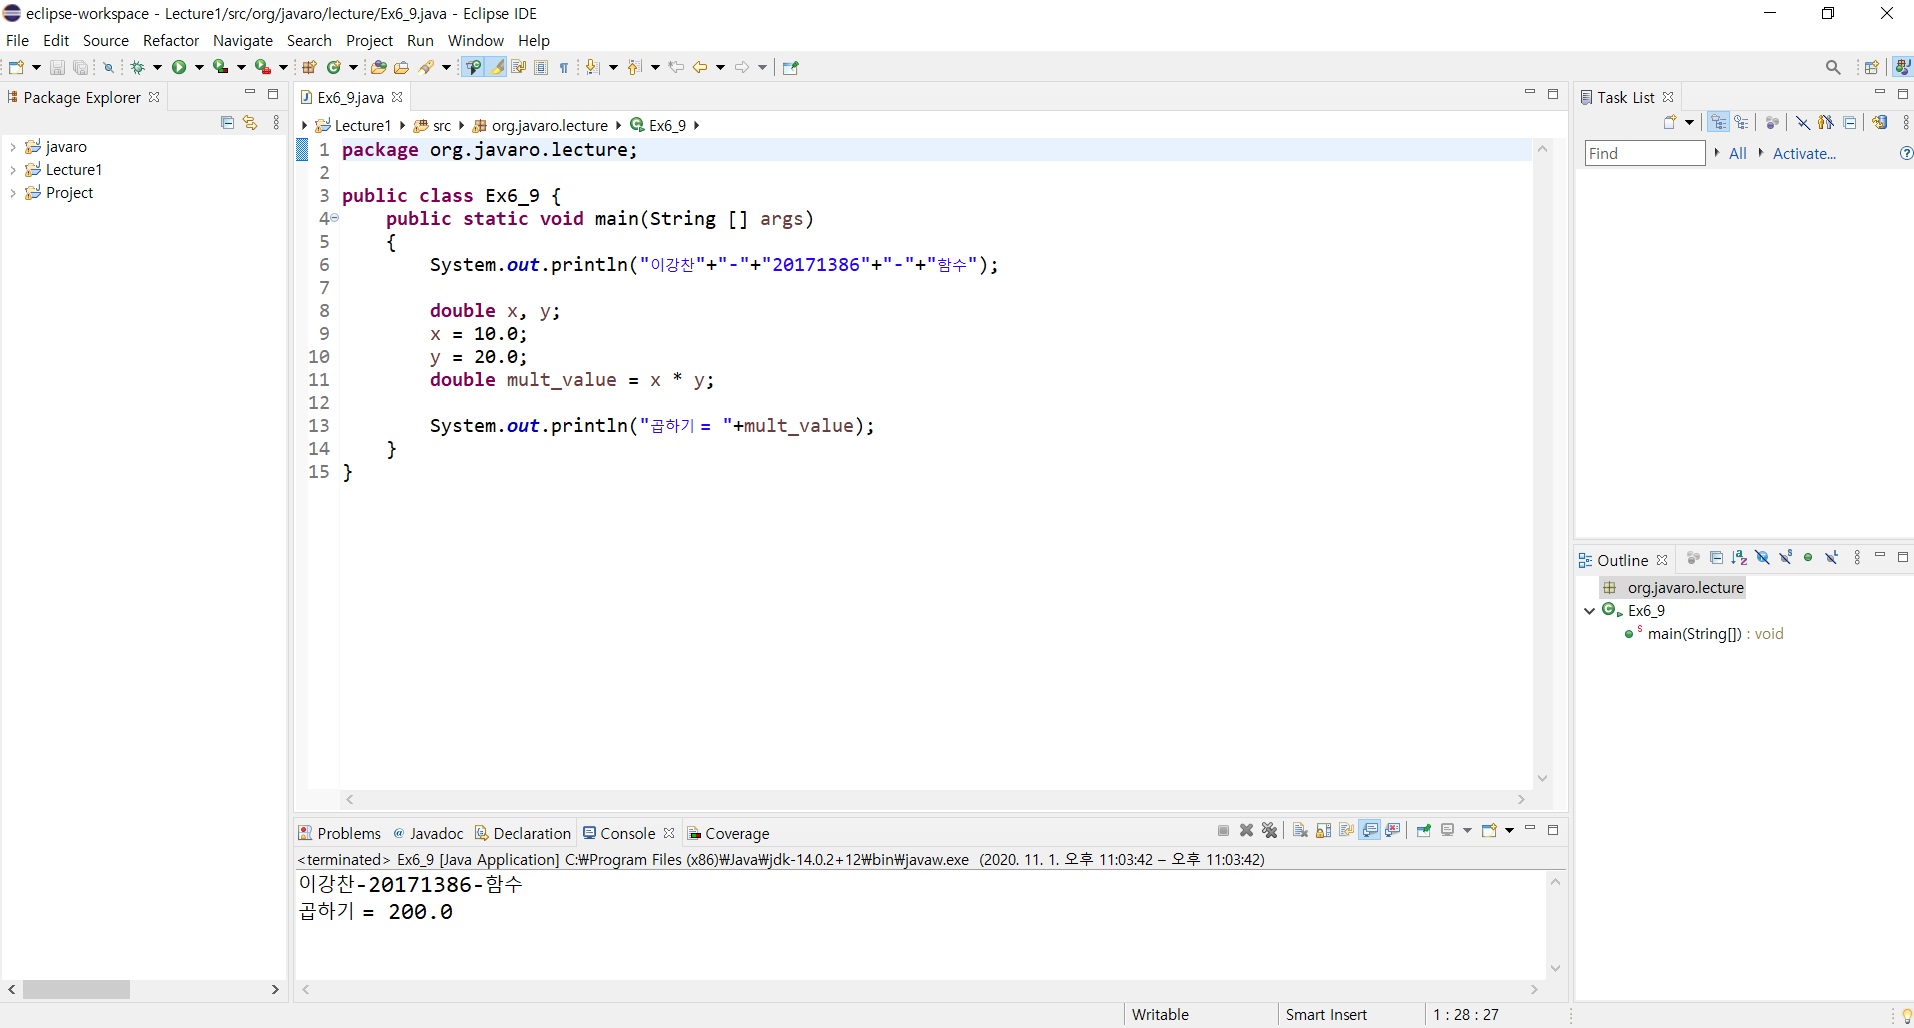 eclipse-workspace - Lecture1/src/org/javaro/lecture/Ex6_9.java - Eclipse IDE
File Edit Source Refactor Navigate Search Project Run Window Help
Package Explorer
javaro
Lecture1
Project
Ex6_9.java
Lecture1 src org.javaro.lecture Ex6_9
1 package org.javaro.lecture;
2
3 public class Ex6_9 {
4 public static void main(String [] args)
5 {
6 System.out.println("이강찬"+"-"+"20171386"+"-"+"함수");
7
8 double x, y;
9 x = 10.0;
10 y = 20.0;
11 double mult_value = x * y;
12
13 System.out.println("곱하기 = "+mult_value);
14 }
15 }
Task List
Find All Activate...
Outline
org.javaro.lecture
Ex6_9
main(String[]) : void
Problems @ Javadoc Declaration Console Coverage
<terminated> Ex6_9 [Java Application] C:₩Program Files (x86)₩Java₩jdk-14.0.2+12₩bin₩javaw.exe (2020. 11. 1. 오후 11:03:42 – 오후 11:03:42)
이강찬-20171386-함수
곱하기 = 200.0
Writable Smart Insert 1 : 28 : 27